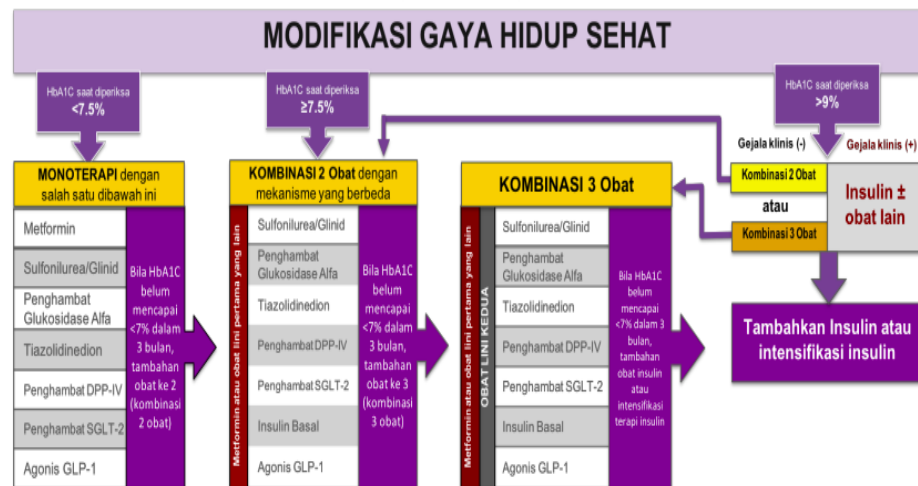 MODIFIKASI GAYA HIDUP SEHAT
HbA1C saat diperiksa
<7.5%
HbA1C saat diperiksa
≥7.5%
HbA1C saat diperiksa
>9%
MONOTERAPI dengan
salah satu dibawah ini
Metformin
Sulfonilurea/Glinid
Penghambat
Glukosidase Alfa
Tiazolidinedion
Penghambat DPP-IV
Penghambat SGLT-2
Agonis GLP-1
Bila HbA1C
belum
mencapai
<7% dalam
3 bulan,
tambahan
obat ke 2
(kombinasi
2 obat)
KOMBINASI 2 Obat dengan
mekanisme yang berbeda
Metformin atau obat lini pertama yang lain
Sulfonilurea/Glinid
Penghambat
Glukosidase Alfa
Tiazolidinedion
Penghambat DPP-IV
Penghambat SGLT-2
Insulin Basal
Agonis GLP-1
Bila HbA1C
belum
mencapai
<7% dalam
3 bulan,
tambahan
obat ke 3
(kombinasi
3 obat)
KOMBINASI 3 Obat
Metformin atau obat lini pertama yang lain
OBAT LINI KEDUA
Sulfonilurea/Glinid
Penghambat
Glukosidase Alfa
Tiazolidinedion
Penghambat DPP-IV
Penghambat SGLT-2
Insulin Basal
Agonis GLP-1
Bila HbA1C
belum
mencapai
<7% dalam 3
bulan,
tambahan
obat insulin
atau
intensifikasi
terapi insulin
Gejala klinis (-)
Gejala klinis (+)
Kombinasi 2 Obat
atau
Kombinasi 3 Obat
Insulin ±
obat lain
Tambahkan Insulin atau
intensifikasi insulin